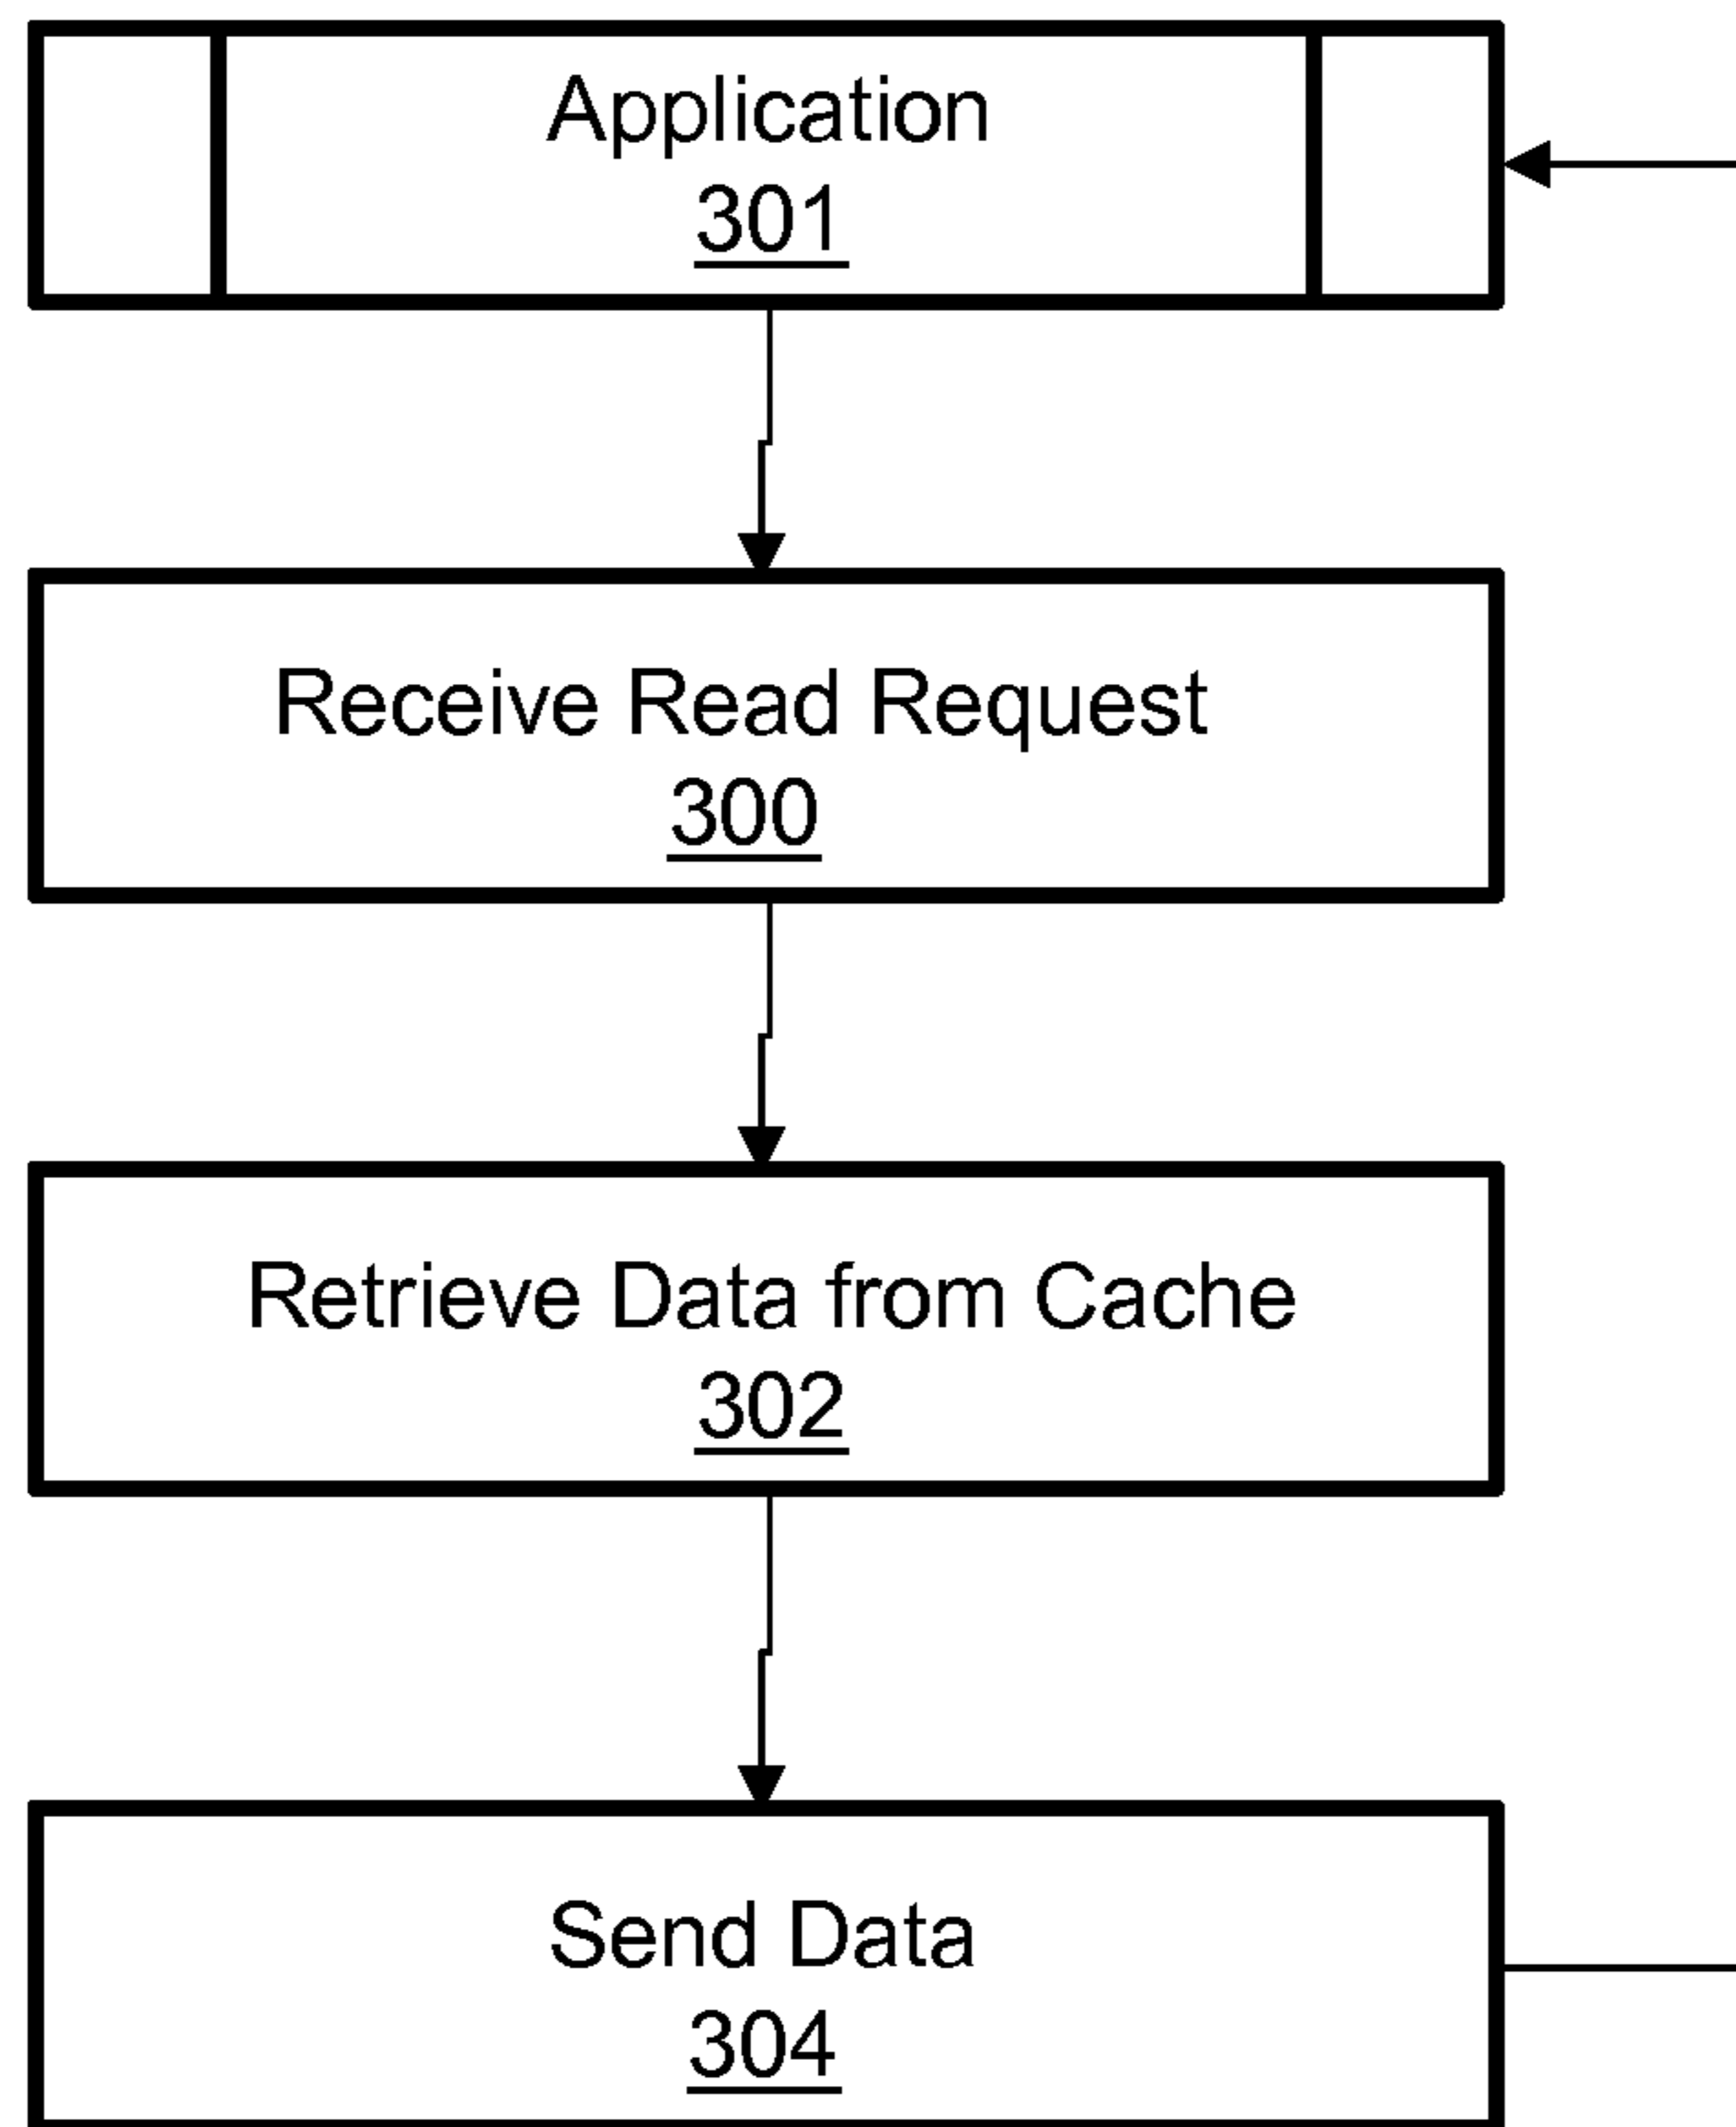 Application
301
Receive Read Request
300
Retrieve Data from Cache
302
Send Data
304